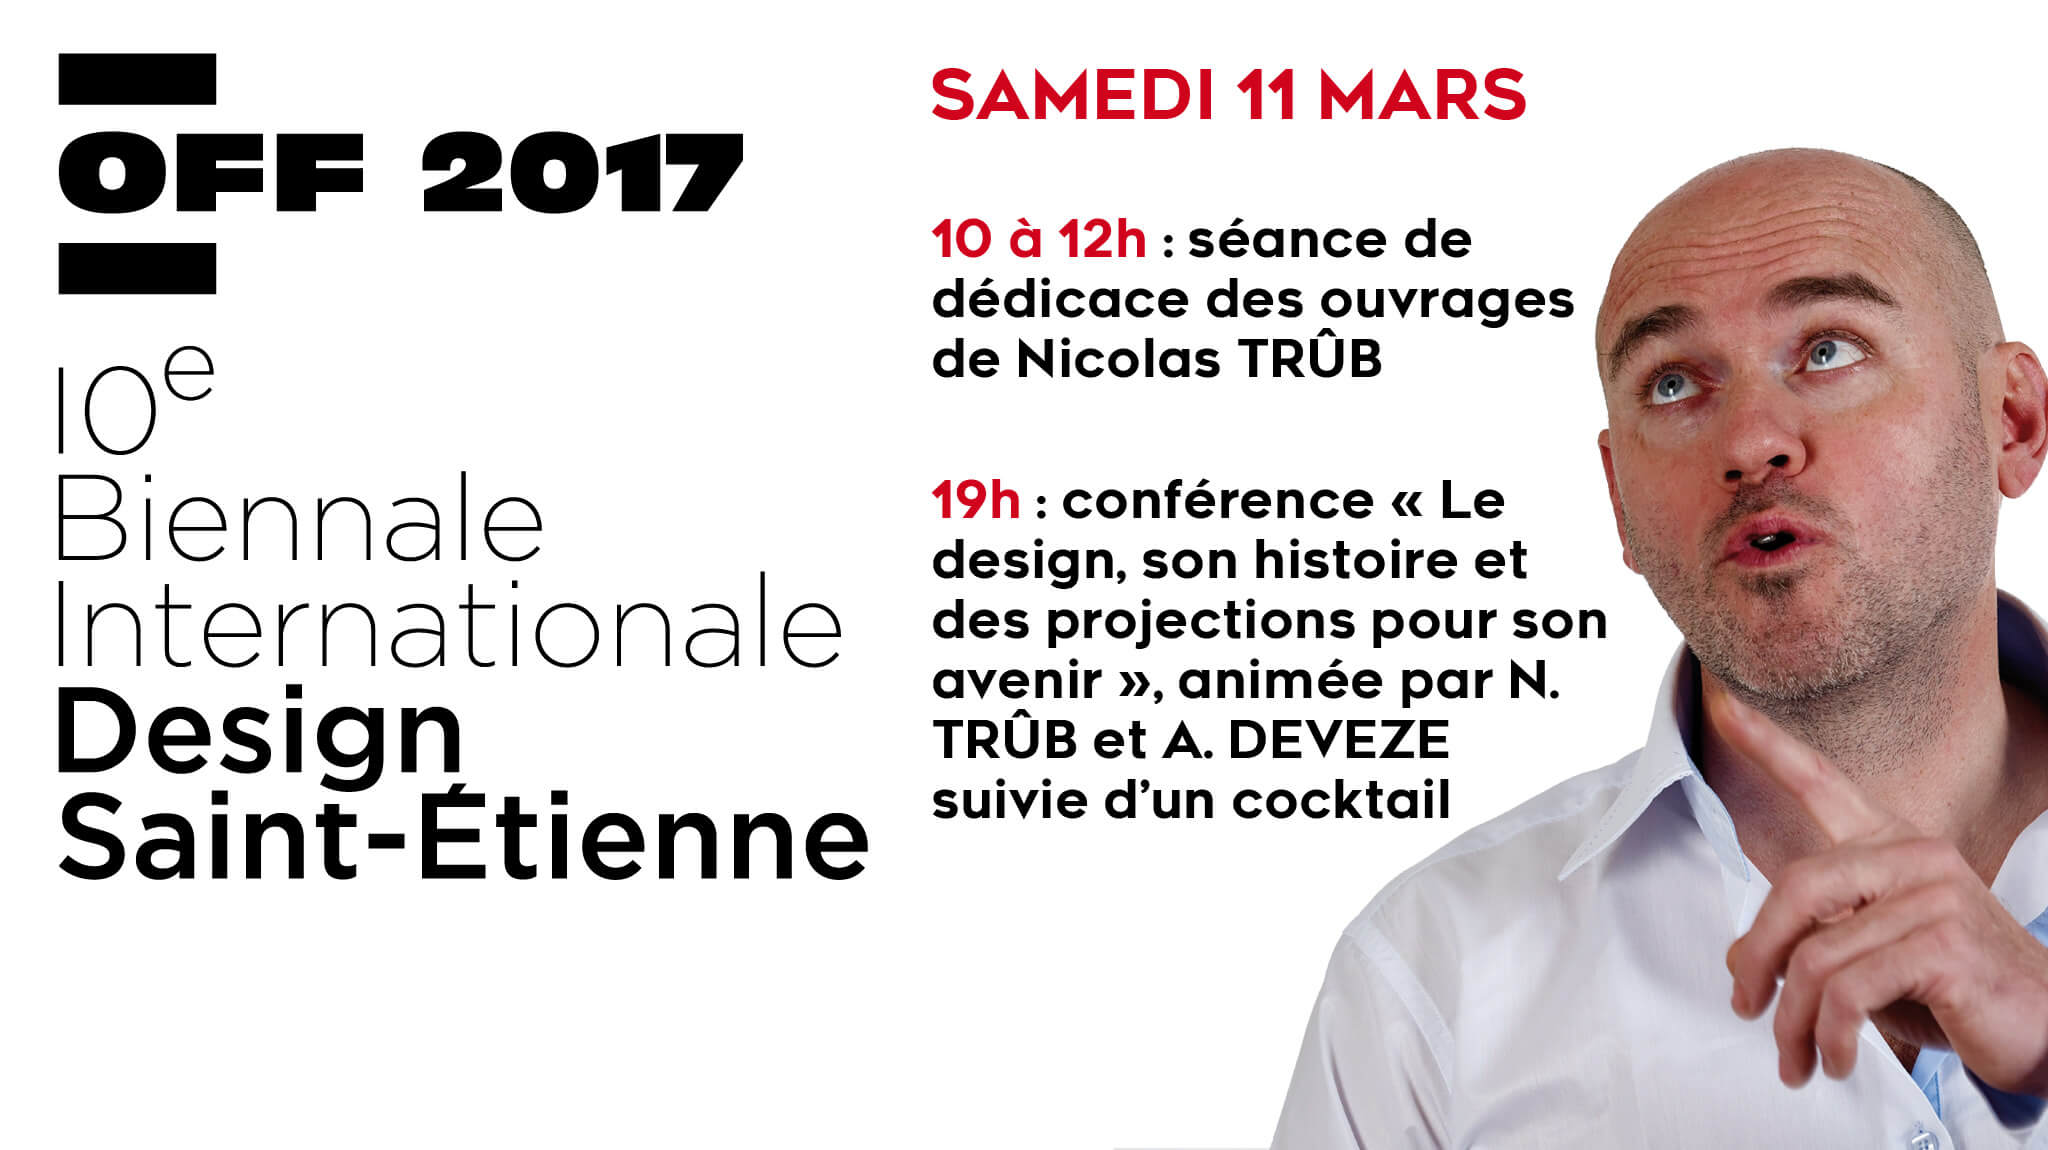 OFF 2017
10e
Biennale
Internationale
Design
Saint-Étienne
SAMEDI 11 MARS
10 à 12h : séance de
dédicace des ouvrages
de Nicolas TRÛB
19h : conférence « Le
design, son histoire et
des projections pour son
avenir », animée par N.
TRÛB et A. DEVEZE
suivie d’un cocktail